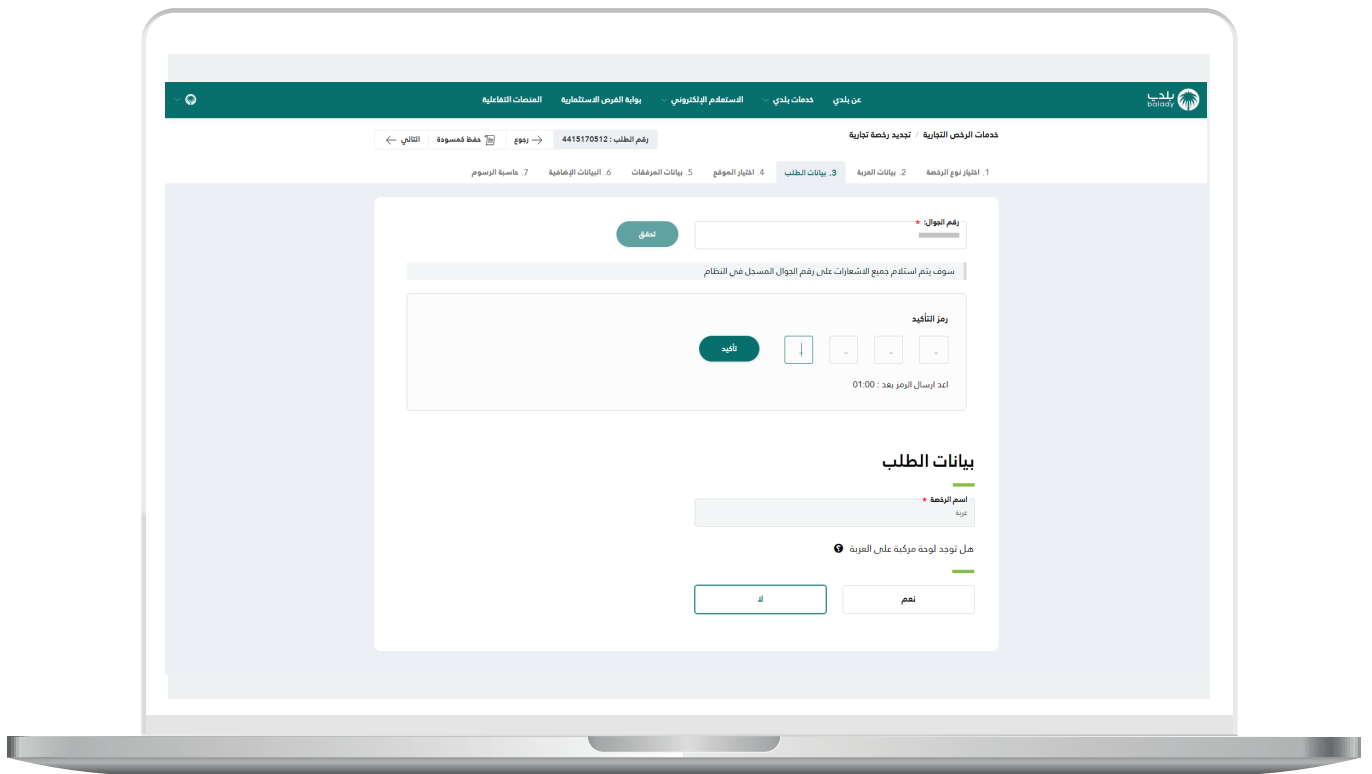 بلدي
balady
عن بلدي خدمات بلدي الاستعلام الإلكتروني بوابة الفرص الاستثمارية المنصات التفاعلية
خدمات الرخص التجارية / تجديد رخصة تجارية
رقم الطلب : 4415170512 رجوع حفظ كمسودة التالي
1. اختيار نوع الرخصة 2. بيانات العربة 3. بيانات الطلب 4. اختيار الموقع 5. بيانات المرفقات 6. البيانات الإضافية 7. حاسبة الرسوم
رقم الجوال: *
تحقق
سوف يتم استلام جميع الاشعارات على رقم الجوال المسجل في النظام
رمز التأكيد
تأكيد
اعد ارسال الرمز بعد : 01:00
بيانات الطلب
اسم الرخصة *
عربة
هل توجد لوحة مركبة على العربة ?
نعم لا